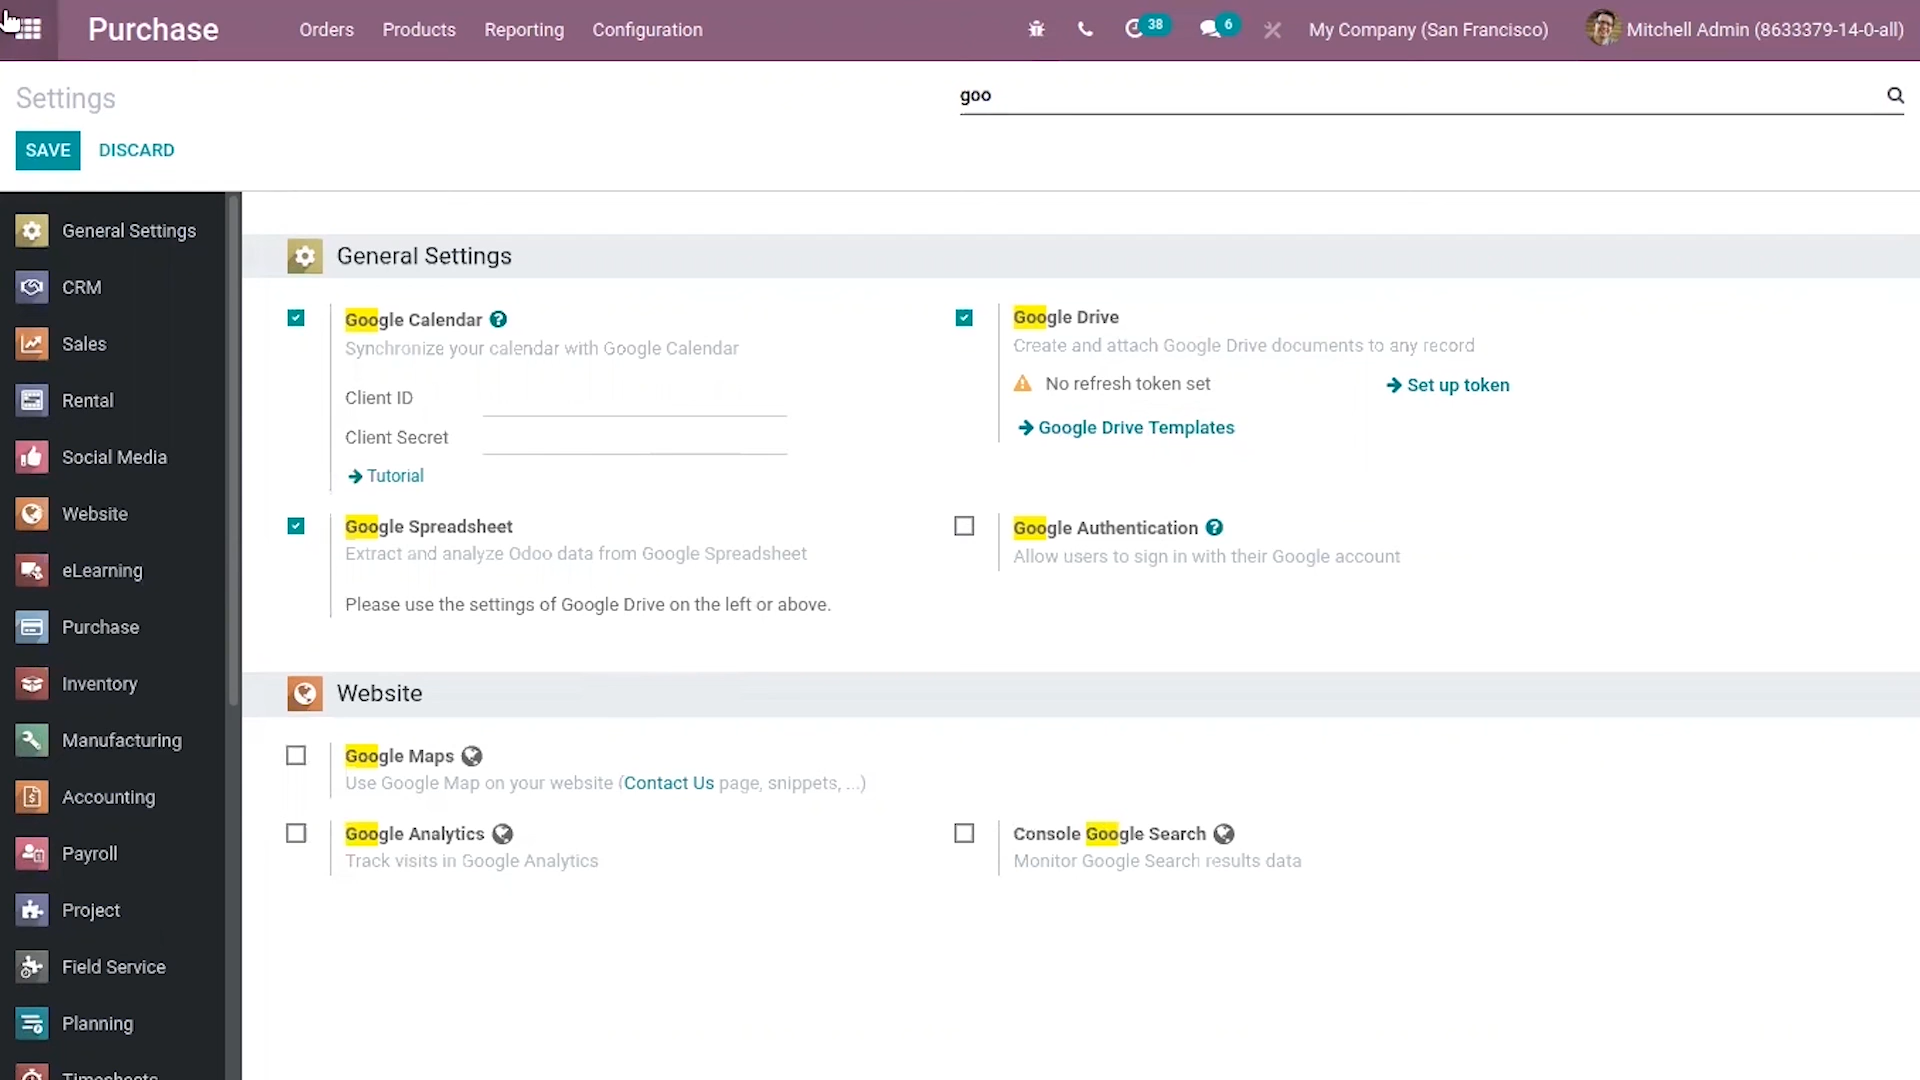 Purchase
Orders
Products
Reporting
Configuration
38
6
My Company (San Francisco)
Mitchell Admin (8633379-14-0-all)
Settings
goo
SAVE
DISCARD
General Settings
CRM
Sales
Rental
Social Media
Website
eLearning
Purchase
Inventory
Manufacturing
Accounting
Payroll
Project
Field Service
Planning
Timesheets
General Settings
Google Calendar
Synchronize your calendar with Google Calendar
Client ID
Client Secret
Tutorial
Google Drive
Create and attach Google Drive documents to any record
No refresh token set
Set up token
Google Drive Templates
Google Spreadsheet
Extract and analyze Odoo data from Google Spreadsheet
Please use the settings of Google Drive on the left or above.
Google Authentication
Allow users to sign in with their Google account
Website
Google Maps
Use Google Map on your website (Contact Us page, snippets, ...)
Google Analytics
Track visits in Google Analytics
Console Google Search
Monitor Google Search results data